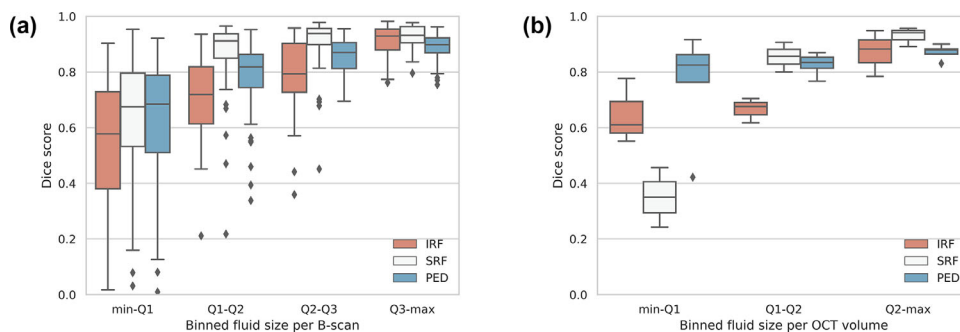 (a)
Dice score
1.0
0.8
0.6
0.4
0.2
0.0
IRF
SRF
PED
min-Q1 Q1-Q2 Q2-Q3 Q3-max
Binned fluid size per B-scan
(b)
Dice score
1.0
0.8
0.6
0.4
0.2
0.0
IRF
SRF
PED
min-Q1 Q1-Q2 Q2-max
Binned fluid size per OCT volume